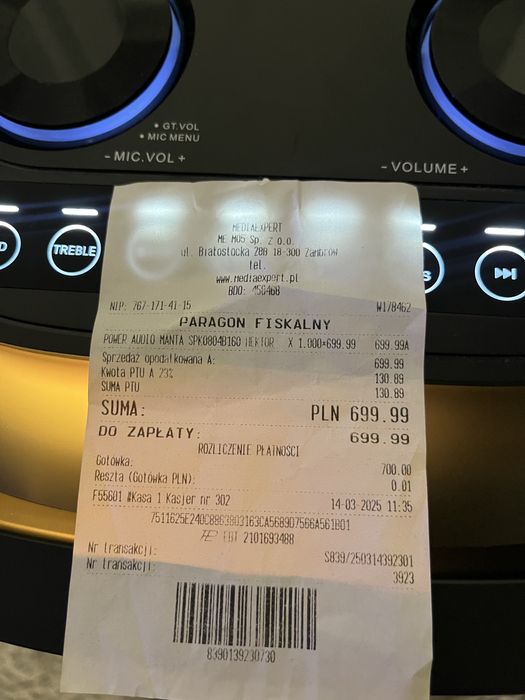 • GT.VOL
• MIC MENU
- MIC.VOL +
- VOLUME +
TREBLE
MEDIAEXPERT
ME M05 Sp. Z O.O.
ul. Białostocka 28B 18-300 Zambrów
tel.
www.mediaexpert.pl
BDO: 456468
NIP: 767-171-41-15 W178462
PARAGON FISKALNY
POWER AUDIO MANTA SPK0804B160 HEKTOR X 1.000*699.99 699.99A
Sprzedaż opodatkowana A: 699.99
Kwota PTU A 23% 130.89
SUMA PTU 130.89
SUMA: PLN 699.99
DO ZAPŁATY: 699.99
ROZLICZENIE PŁATNOŚCI
Gotówka: 700.00
Reszta (Gotówka PLN): 0.01
F55601 #Kasa 1 Kasjer nr 302 14-03-2025 11:35
EBT 2101693488
Nr transakcji: S839/250314392301
Nr transakcji: 3923
8390139230730